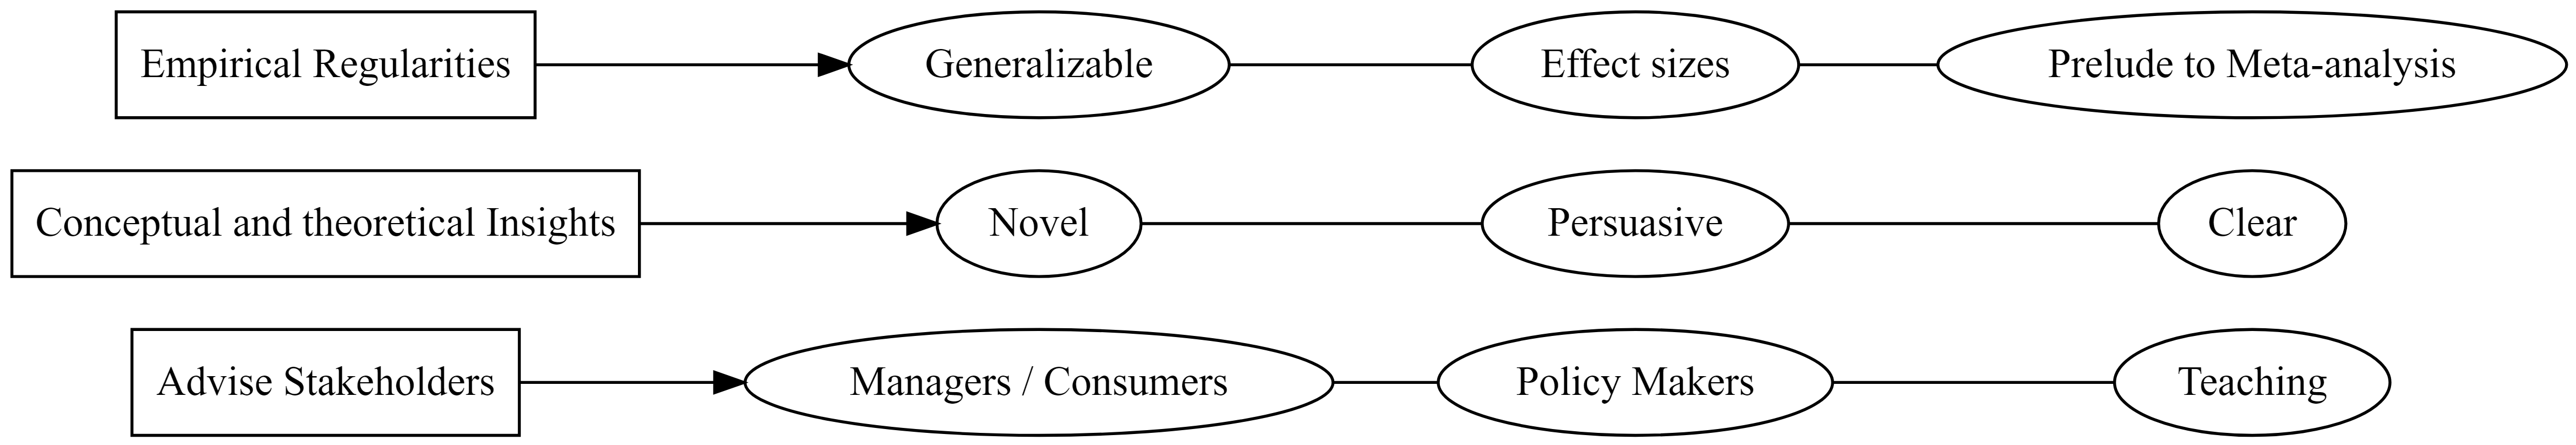 Empirical Regularities
Generalizable
Effect sizes
Prelude to Meta-analysis
Conceptual and theoretical Insights
Novel
Persuasive
Clear
Advise Stakeholders
Managers / Consumers
Policy Makers
Teaching